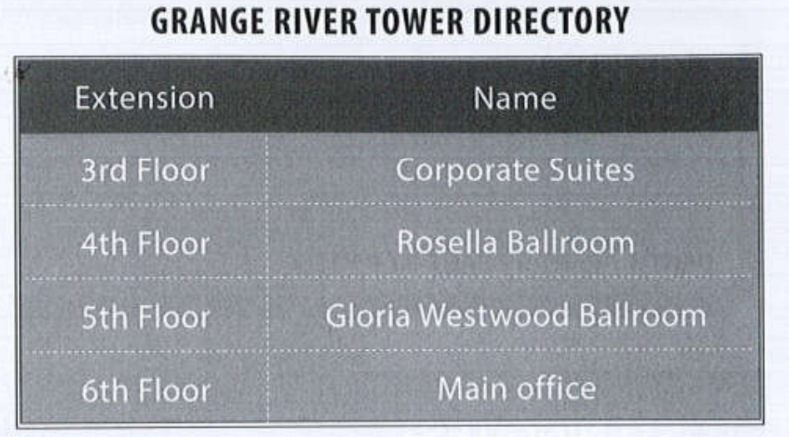 GRANGE RIVER TOWER DIRECTORY
Extension Name
3rd Floor Corporate Suites
4th Floor Rosella Ballroom
5th Floor Gloria Westwood Ballroom
6th Floor Main office